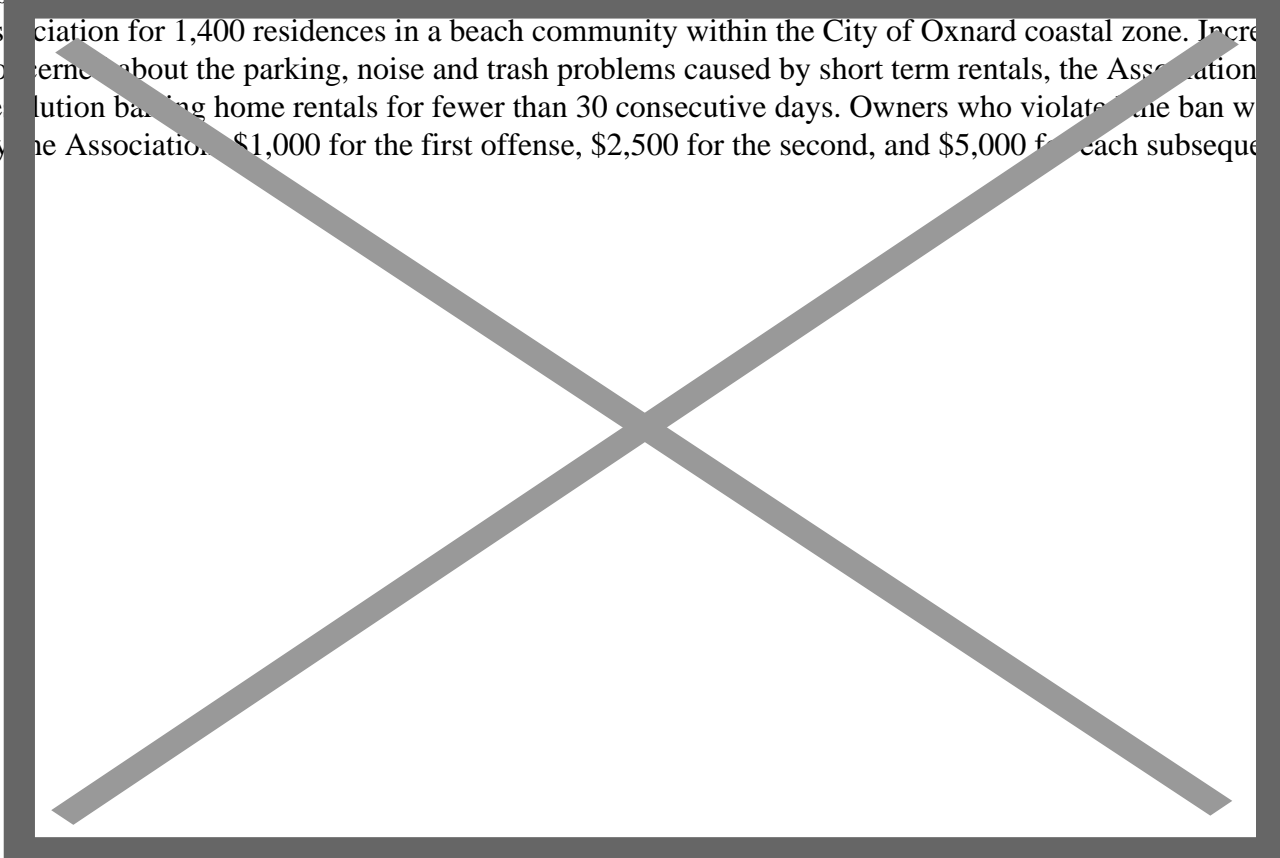 ciation for 1,400 residences in a beach community within the City of Oxnard coastal zone.
about the parking, noise and trash problems caused by short term rentals, the
lution home rentals for fewer than 30 consecutive days. Owners who violate ban
Association $1,000 for the first offense, $2,500 for the second, and $5,000 each